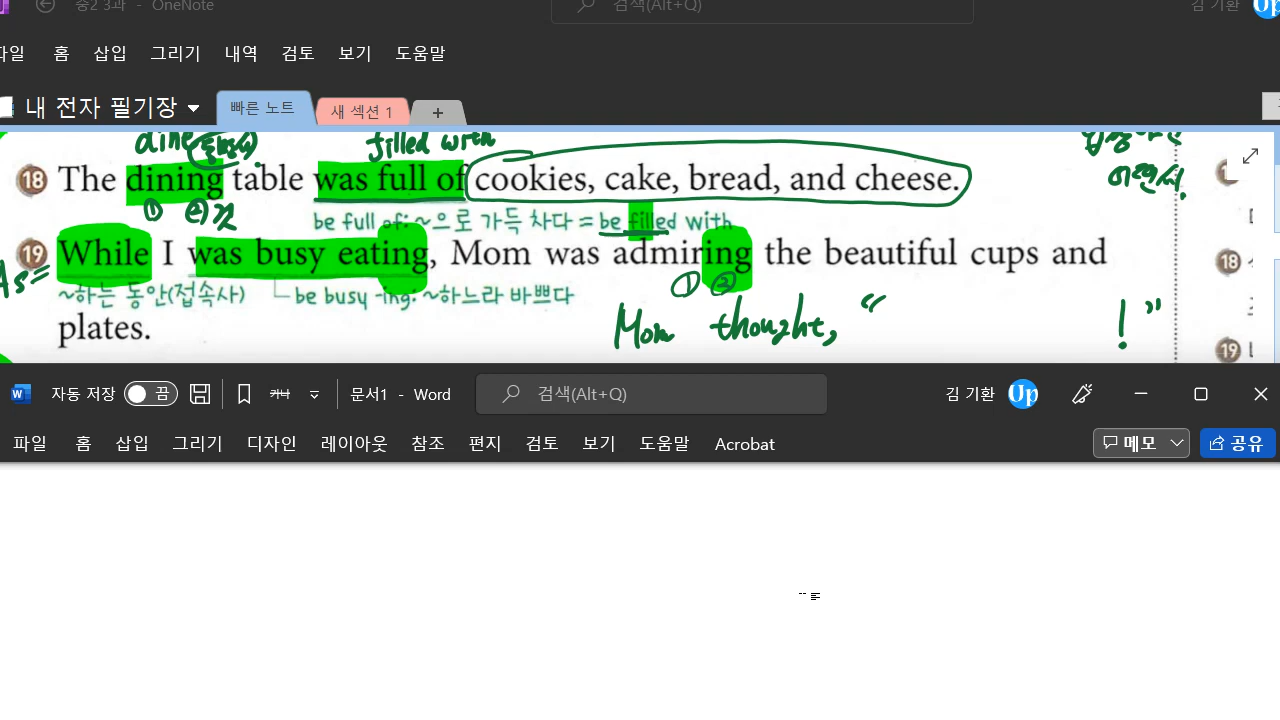 중2 3과 - OneNote
검색(Alt+Q)
김 기환
Up
파일 홈 삽입 그리기 내역 검토 보기 도움말
내 전자 필기장
빠른 노트
새 섹션 1
+
filled with
18 The dining table was full of cookies, cake, bread, and cheese.
① ②
be full of: ~으로 가득 차다 = be filled with
19 While I was busy eating, Mom was admiring the beautiful cups and
As=
① ②
~하는 동안(접속사) be busy -ing: ~하느라 바쁘다
plates.
Mom thought, “ ! ”
18
19
W 자동 저장 끔 가나 문서1 - Word
검색(Alt+Q)
김 기환 Up
파일 홈 삽입 그리기 디자인 레이아웃 참조 편지 검토 보기 도움말 Acrobat
메모 공유